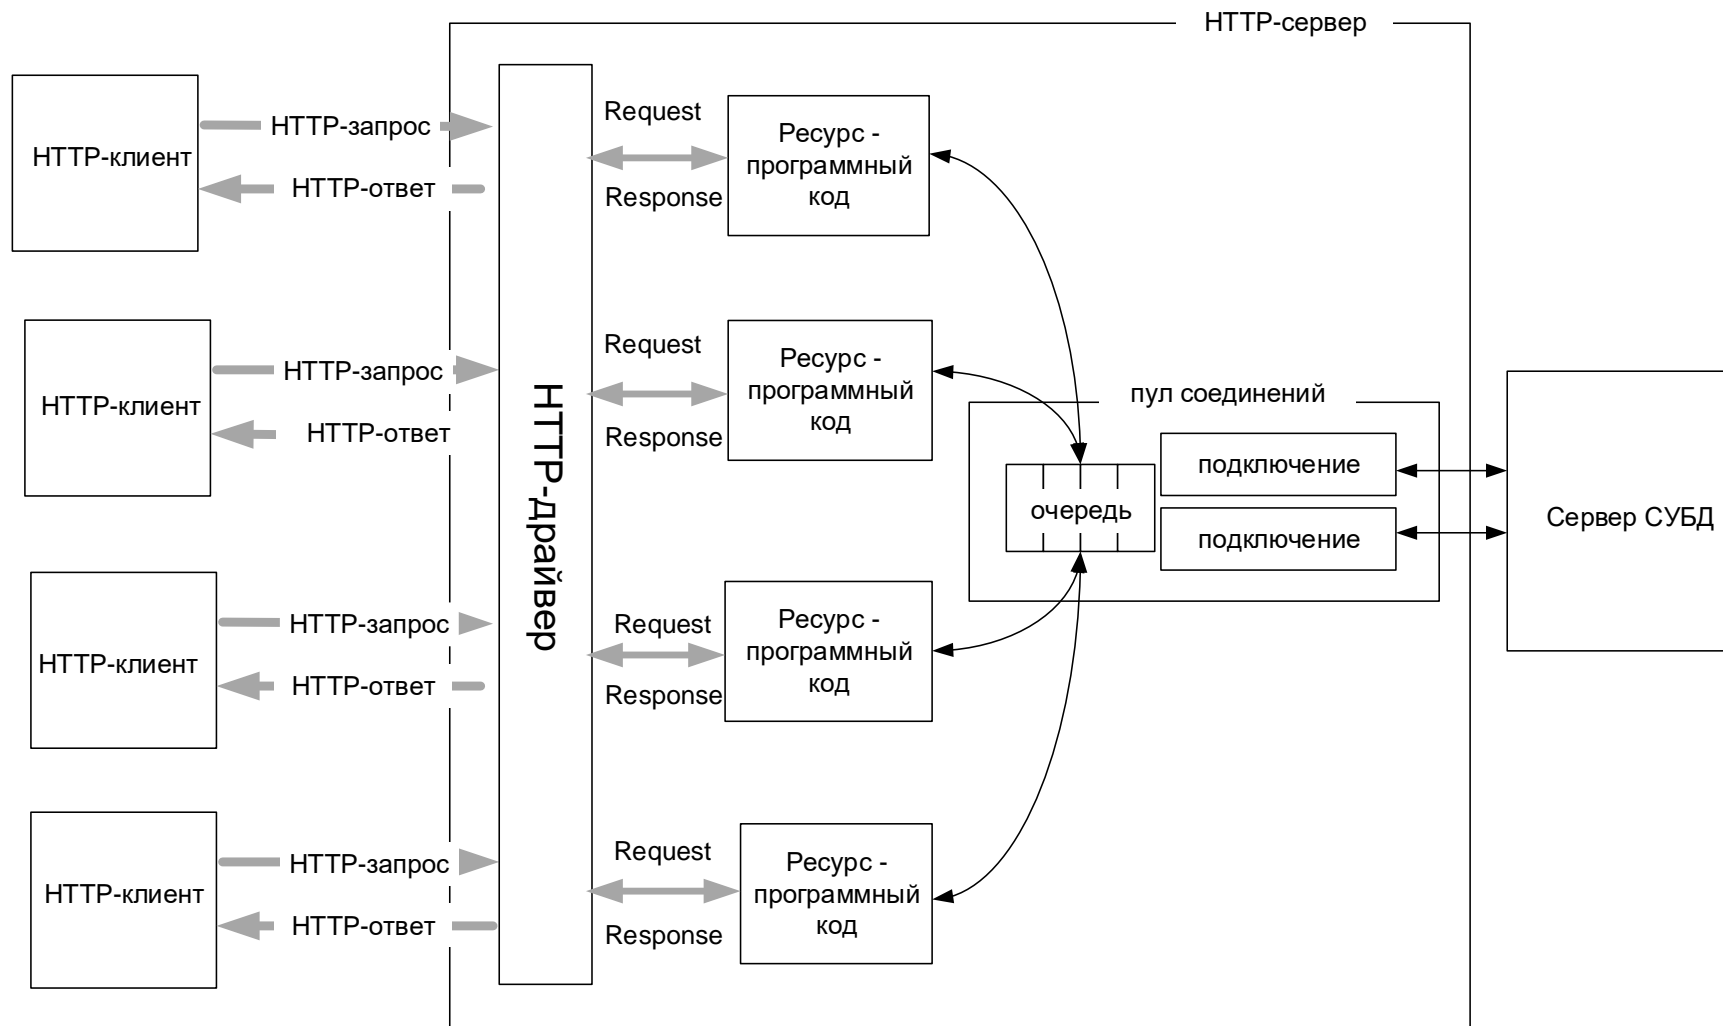 HTTP-сервер
HTTP-клиент
HTTP-запрос
HTTP-ответ
Request
Response
Ресурс -
программный
код
HTTP-клиент
HTTP-запрос
HTTP-ответ
Request
Response
Ресурс -
программный
код
HTTP-драйвер
пул соединений
очередь
подключение
подключение
Сервер СУБД
HTTP-клиент
HTTP-запрос
HTTP-ответ
Request
Response
Ресурс -
программный
код
HTTP-клиент
HTTP-запрос
HTTP-ответ
Request
Response
Ресурс -
программный
код